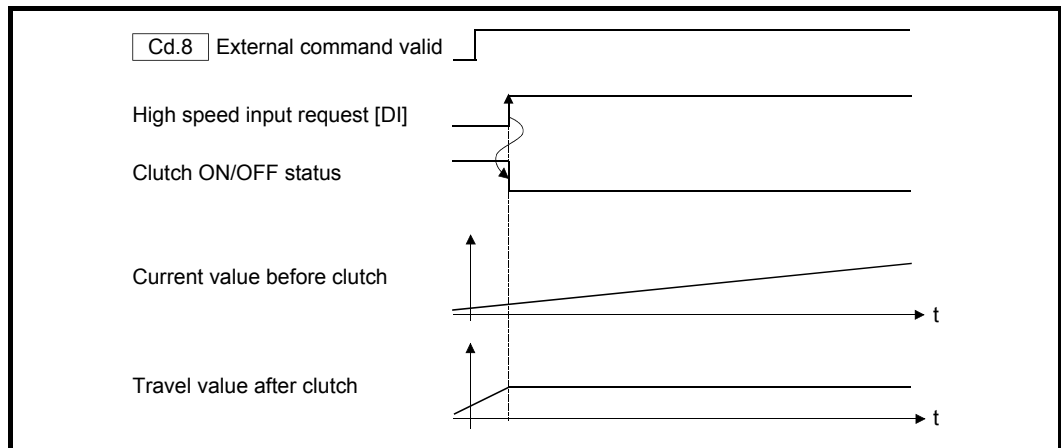 Cd.8 External command valid
High speed input request [DI]
Clutch ON/OFF status
Current value before clutch
t
Travel value after clutch
t